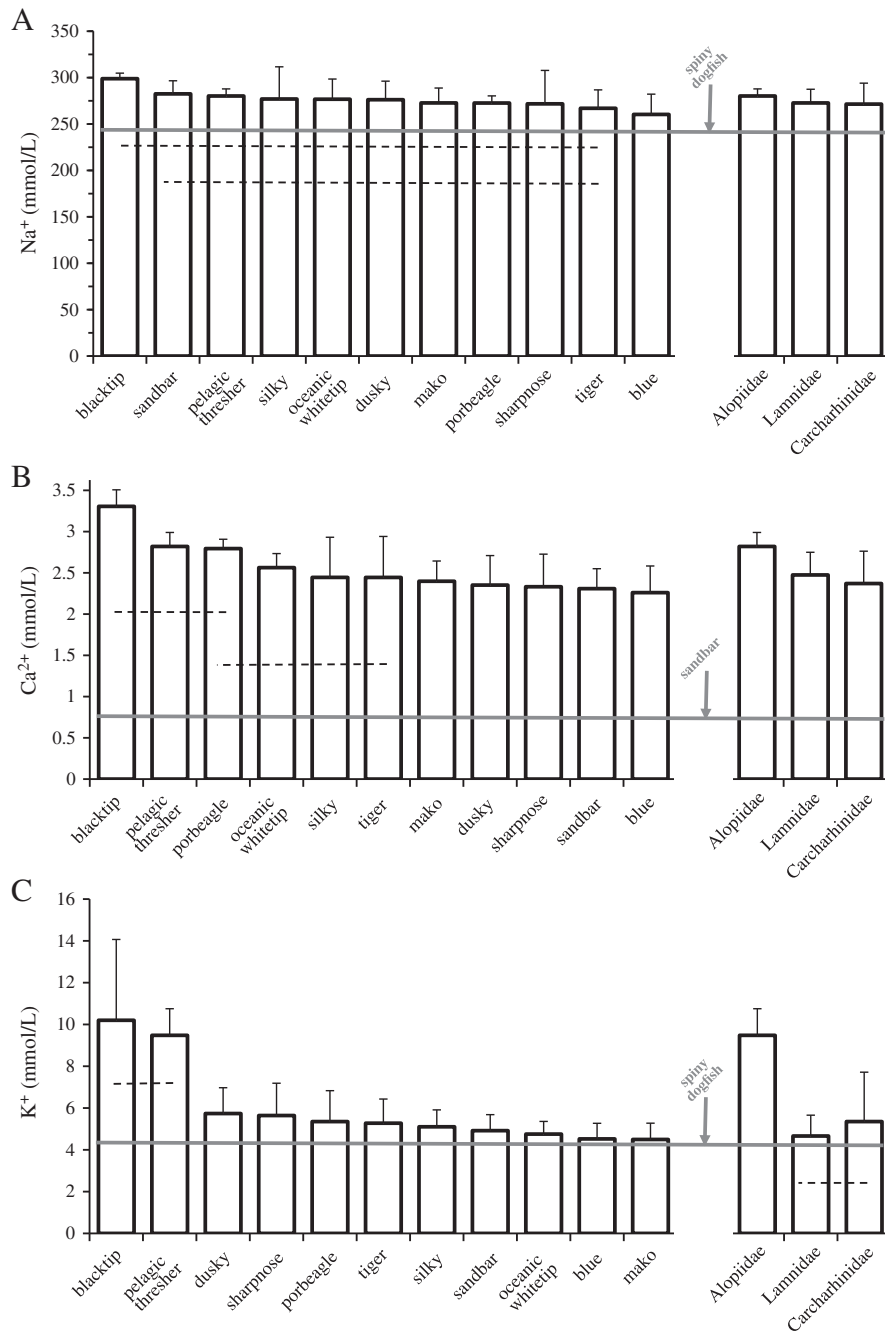 A
Na⁺ (mmol/L)
350
300
250
200
150
100
50
0
spiny
dogfish
blacktip
sandbar
pelagic
thresher
silky
oceanic
whitetip
dusky
mako
porbeagle
sharpnose
tiger
blue
Alopiidae
Lamnidae
Carcharhinidae
B
Ca²⁺ (mmol/L)
3.5
3
2.5
2
1.5
1
0.5
0
sandbar
blacktip
pelagic
thresher
porbeagle
oceanic
whitetip
silky
tiger
mako
dusky
sharpnose
sandbar
blue
Alopiidae
Lamnidae
Carcharhinidae
C
K⁺ (mmol/L)
16
14
12
10
8
6
4
2
0
spiny
dogfish
blacktip
pelagic
thresher
dusky
sharpnose
porbeagle
tiger
silky
sandbar
oceanic
whitetip
blue
mako
Alopiidae
Lamnidae
Carcharhinidae